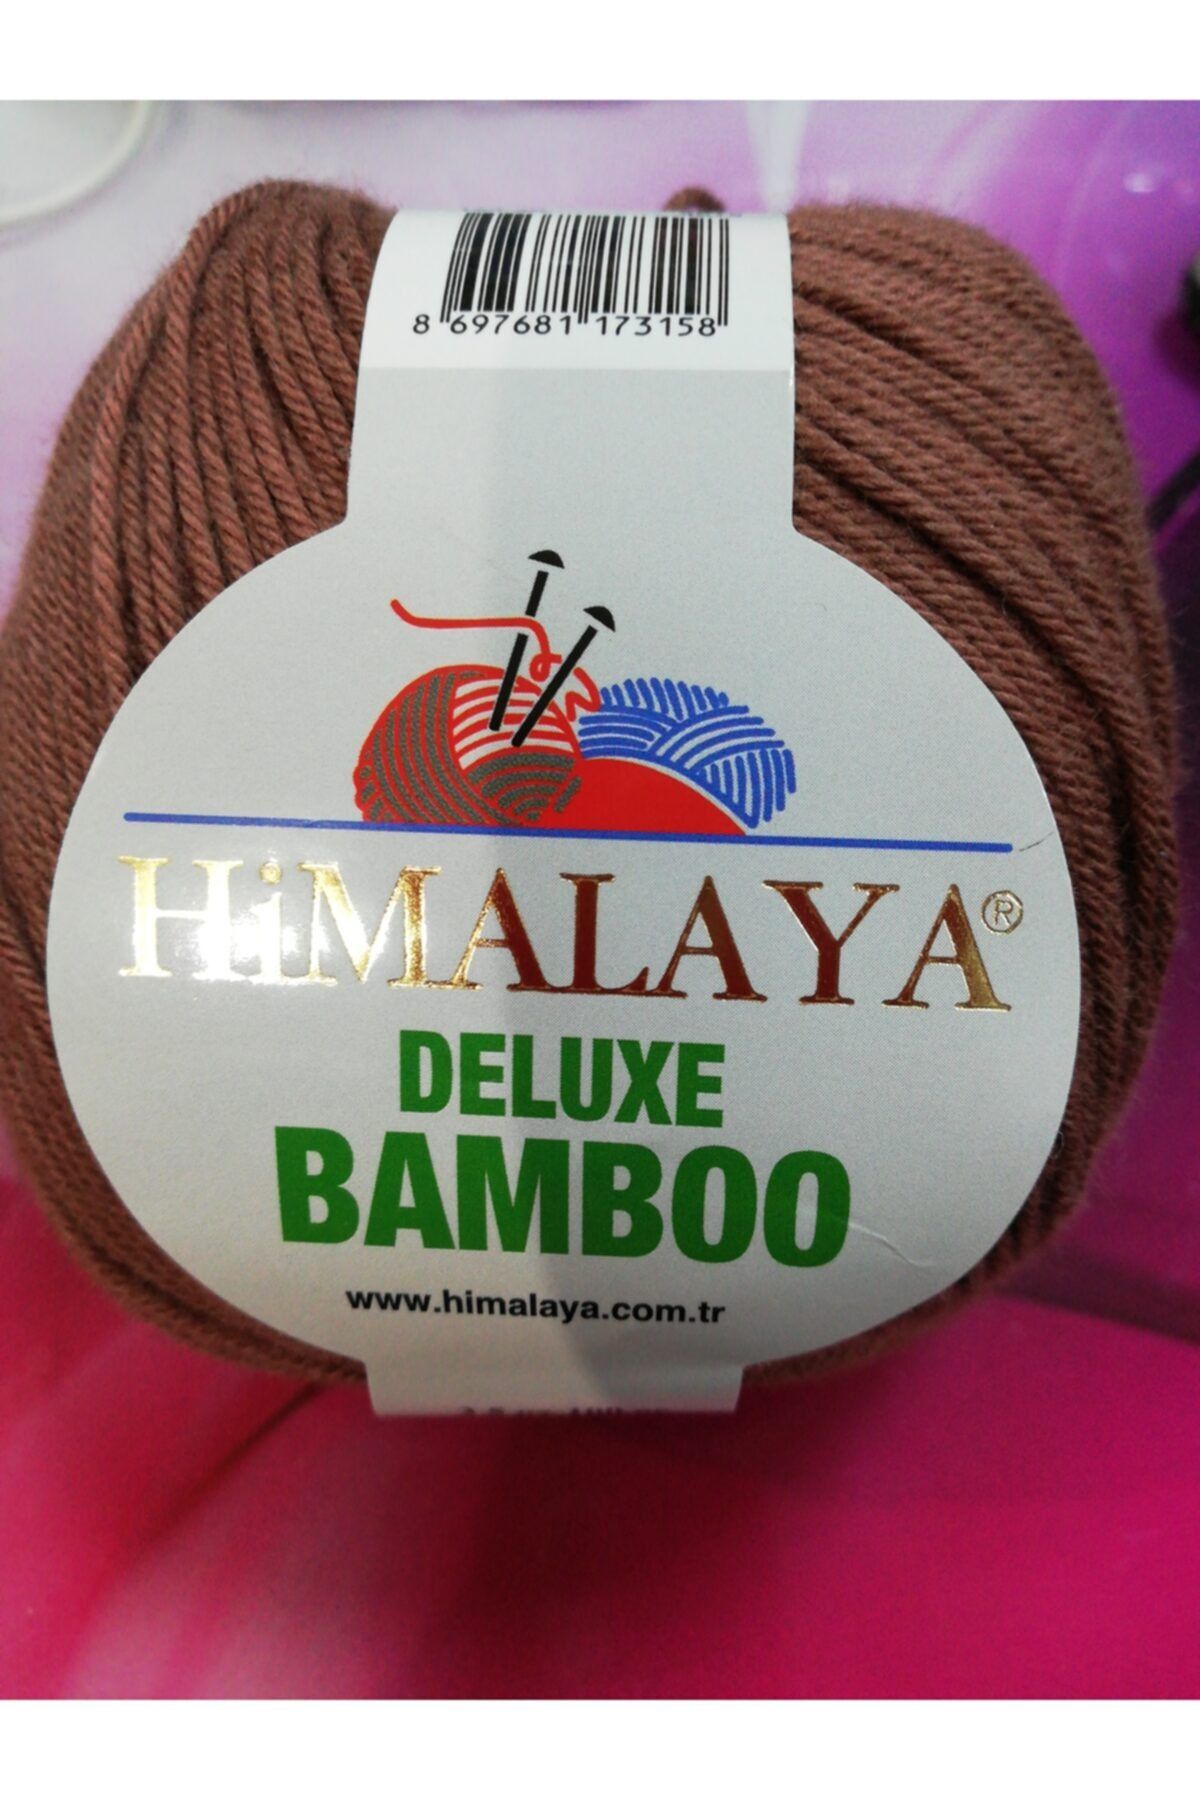 8 697681 173158
HiMALAYA®
DELUXE
BAMBOO
www.himalaya.com.tr